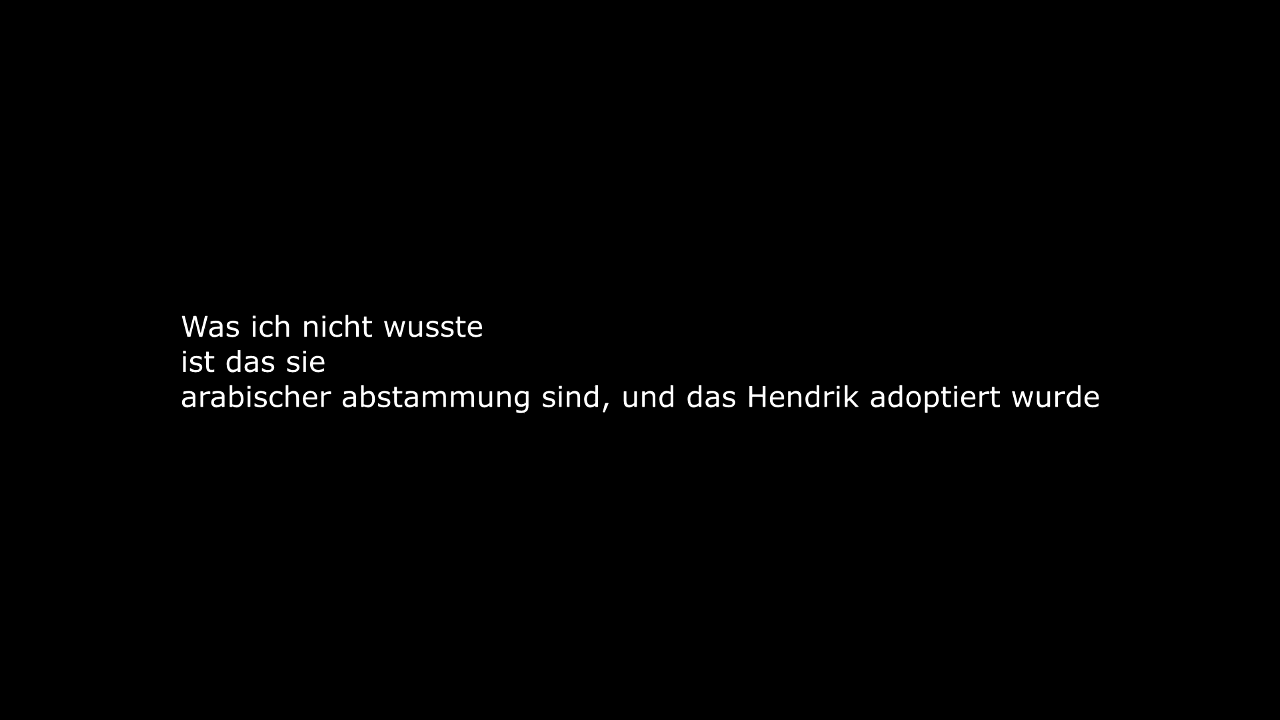 Was ich nicht wusste
ist das sie
arabischer abstammung sind, und das Hendrik adoptiert wurde